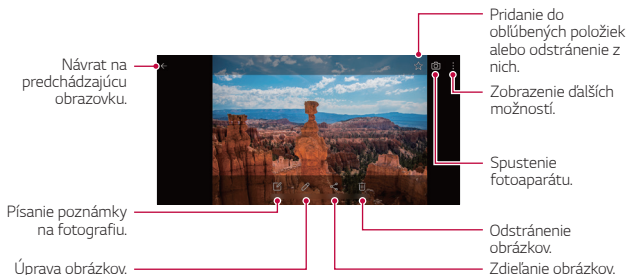 Návrat na
predchádzajúcu
obrazovku.
Písanie poznámky
na fotografiu.
Úprava obrázkov.
Pridanie do
obľúbených položiek
alebo odstránenie z
nich.
Zobrazenie ďalších
možností.
Spustenie
fotoaparátu.
Odstránenie
obrázkov.
Zdieľanie obrázkov.